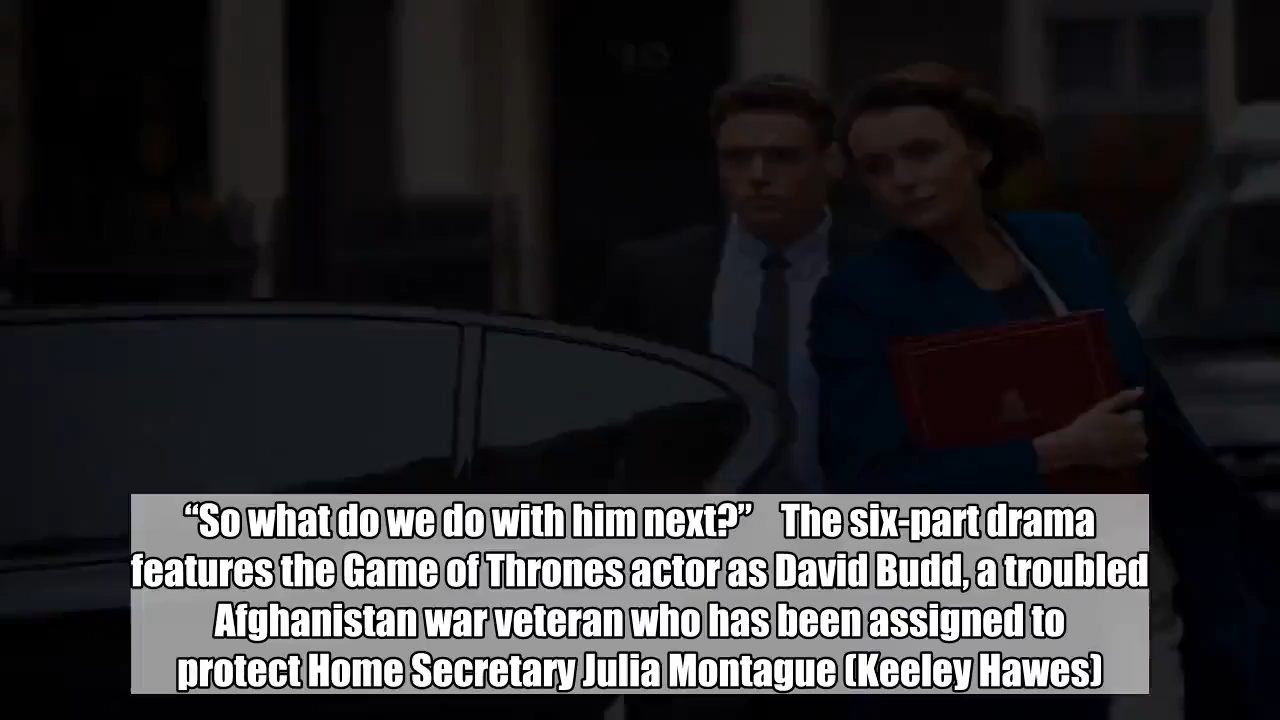 “So what do we do with him next?” The six-part drama
features the Game of Thrones actor as David Budd, a troubled
Afghanistan war veteran who has been assigned to
protect Home Secretary Julia Montague (Keeley Hawes)